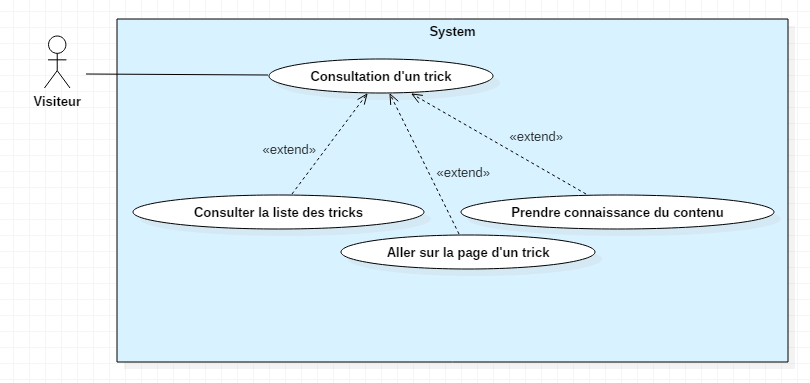 System
Consultation d'un trick
Visiteur
«extend»
«extend»
«extend»
Consulter la liste des tricks
Prendre connaissance du contenu
Aller sur la page d'un trick